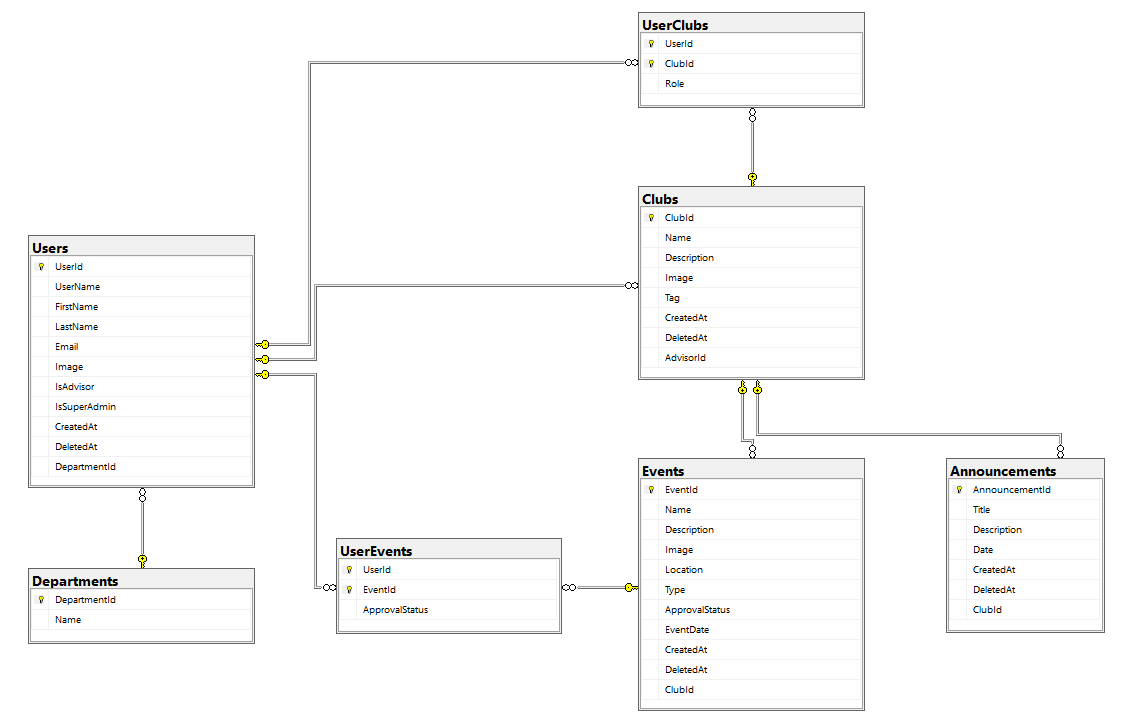 UserClubs
UserId
ClubId
Role
Clubs
ClubId
Name
Description
Image
Tag
CreatedAt
DeletedAt
AdvisorId
Users
UserId
UserName
FirstName
LastName
Email
Image
IsAdvisor
IsSuperAdmin
CreatedAt
DeletedAt
DepartmentId
Departments
DepartmentId
Name
UserEvents
UserId
EventId
ApprovalStatus
Events
EventId
Name
Description
Image
Location
Type
ApprovalStatus
EventDate
CreatedAt
DeletedAt
ClubId
Announcements
AnnouncementId
Title
Description
Date
CreatedAt
DeletedAt
ClubId